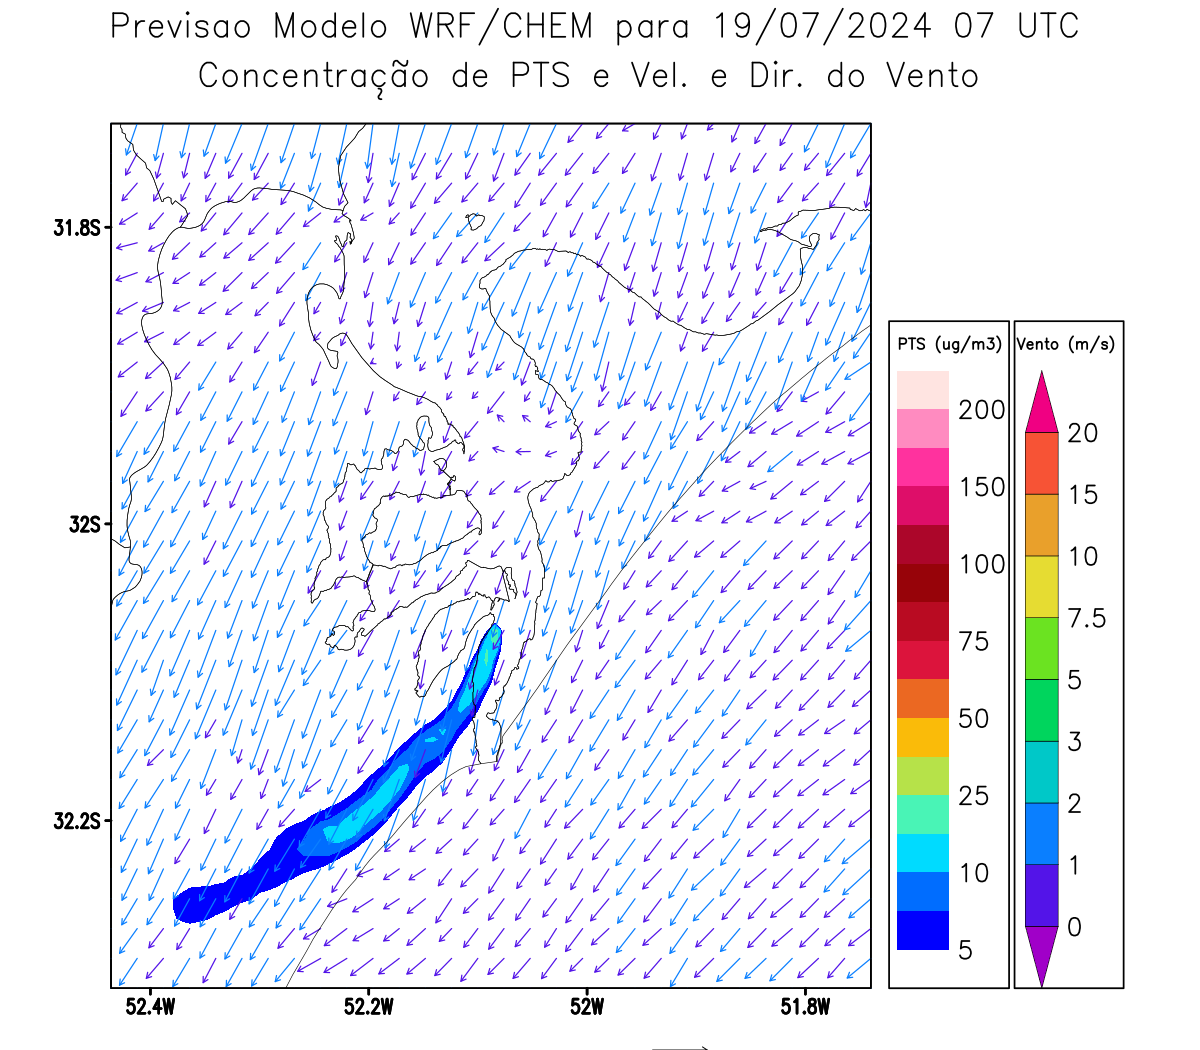 Previsao Modelo WRF/CHEM para 19/07/2024 07 UTC
Concentração de PTS e Vel. e Dir. do Vento
31.8S
32S
32.2S
52.4W
52.2W
52W
51.8W
PTS (ug/m3)
200
150
100
75
50
25
10
5
Vento (m/s)
20
15
10
7.5
5
3
2
1
0